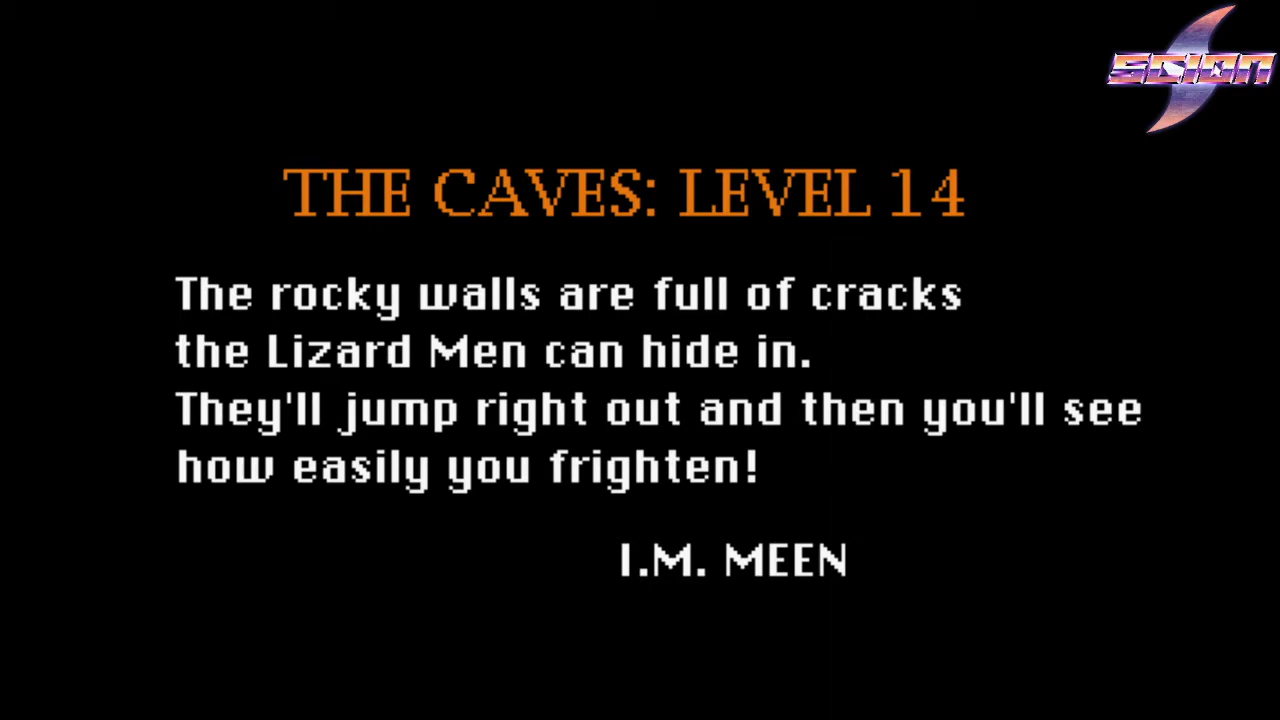 SCION
THE CAVES: LEVEL 14
The rocky walls are full of cracks
the Lizard Men can hide in.
They'll jump right out and then you'll see
how easily you frighten!
I.M. MEEN